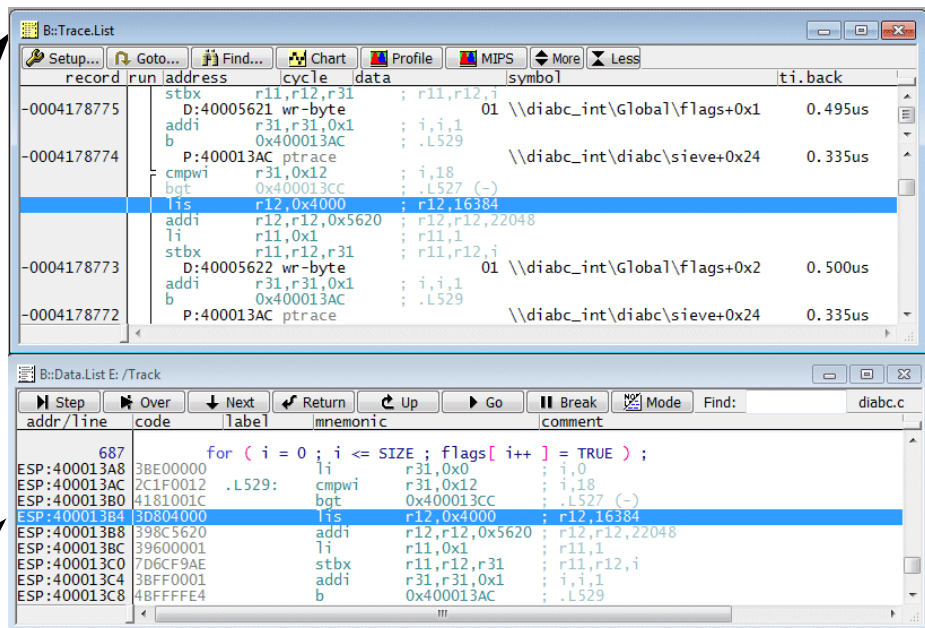 B::Trace.List
Setup... Goto... Find... Chart Profile MIPS More Less
record run address cycle data symbol ti.back
stbx r11,r12,r31 ; r11,r12,i
-0004178775 D:40005621 wr-byte 01 \\diabc_int\Global\flags+0x1 0.495us
addi r31,r31,0x1 ; i,i,1
b 0x400013AC ; .L529
-0004178774 P:400013AC ptrace \\diabc_int\diabc\sieve+0x24 0.335us
cmpwi r31,0x12 ; i,18
bgt 0x400013CC ; .L527 (-)
lis r12,0x4000 ; r12,16384
addi r12,r12,0x5620 ; r12,r12,22048
li r11,0x1 ; r11,1
stbx r11,r12,r31 ; r11,r12,i
-0004178773 D:40005622 wr-byte 01 \\diabc_int\Global\flags+0x2 0.500us
addi r31,r31,0x1 ; i,i,1
b 0x400013AC ; .L529
-0004178772 P:400013AC ptrace \\diabc_int\diabc\sieve+0x24 0.335us
B::Data.List E: /Track
Step Over Next Return Up Go Break Mode Find: diabc.c
addr/line code label mnemonic comment
687 for ( i = 0 ; i <= SIZE ; flags[ i++ ] = TRUE ) ;
ESP:400013A8 3BE00000 li r31,0x0 ; i,0
ESP:400013AC 2C1F0012 .L529: cmpwi r31,0x12 ; i,18
ESP:400013B0 4181001C bgt 0x400013CC ; .L527 (-)
ESP:400013B4 3D804000 lis r12,0x4000 ; r12,16384
ESP:400013B8 398C5620 addi r12,r12,0x5620 ; r12,r12,22048
ESP:400013BC 39600001 li r11,0x1 ; r11,1
ESP:400013C0 7D6CF9AE stbx r11,r12,r31 ; r11,r12,i
ESP:400013C4 3BFF0001 addi r31,r31,0x1 ; i,i,1
ESP:400013C8 4BFFFFE4 b 0x400013AC ; .L529